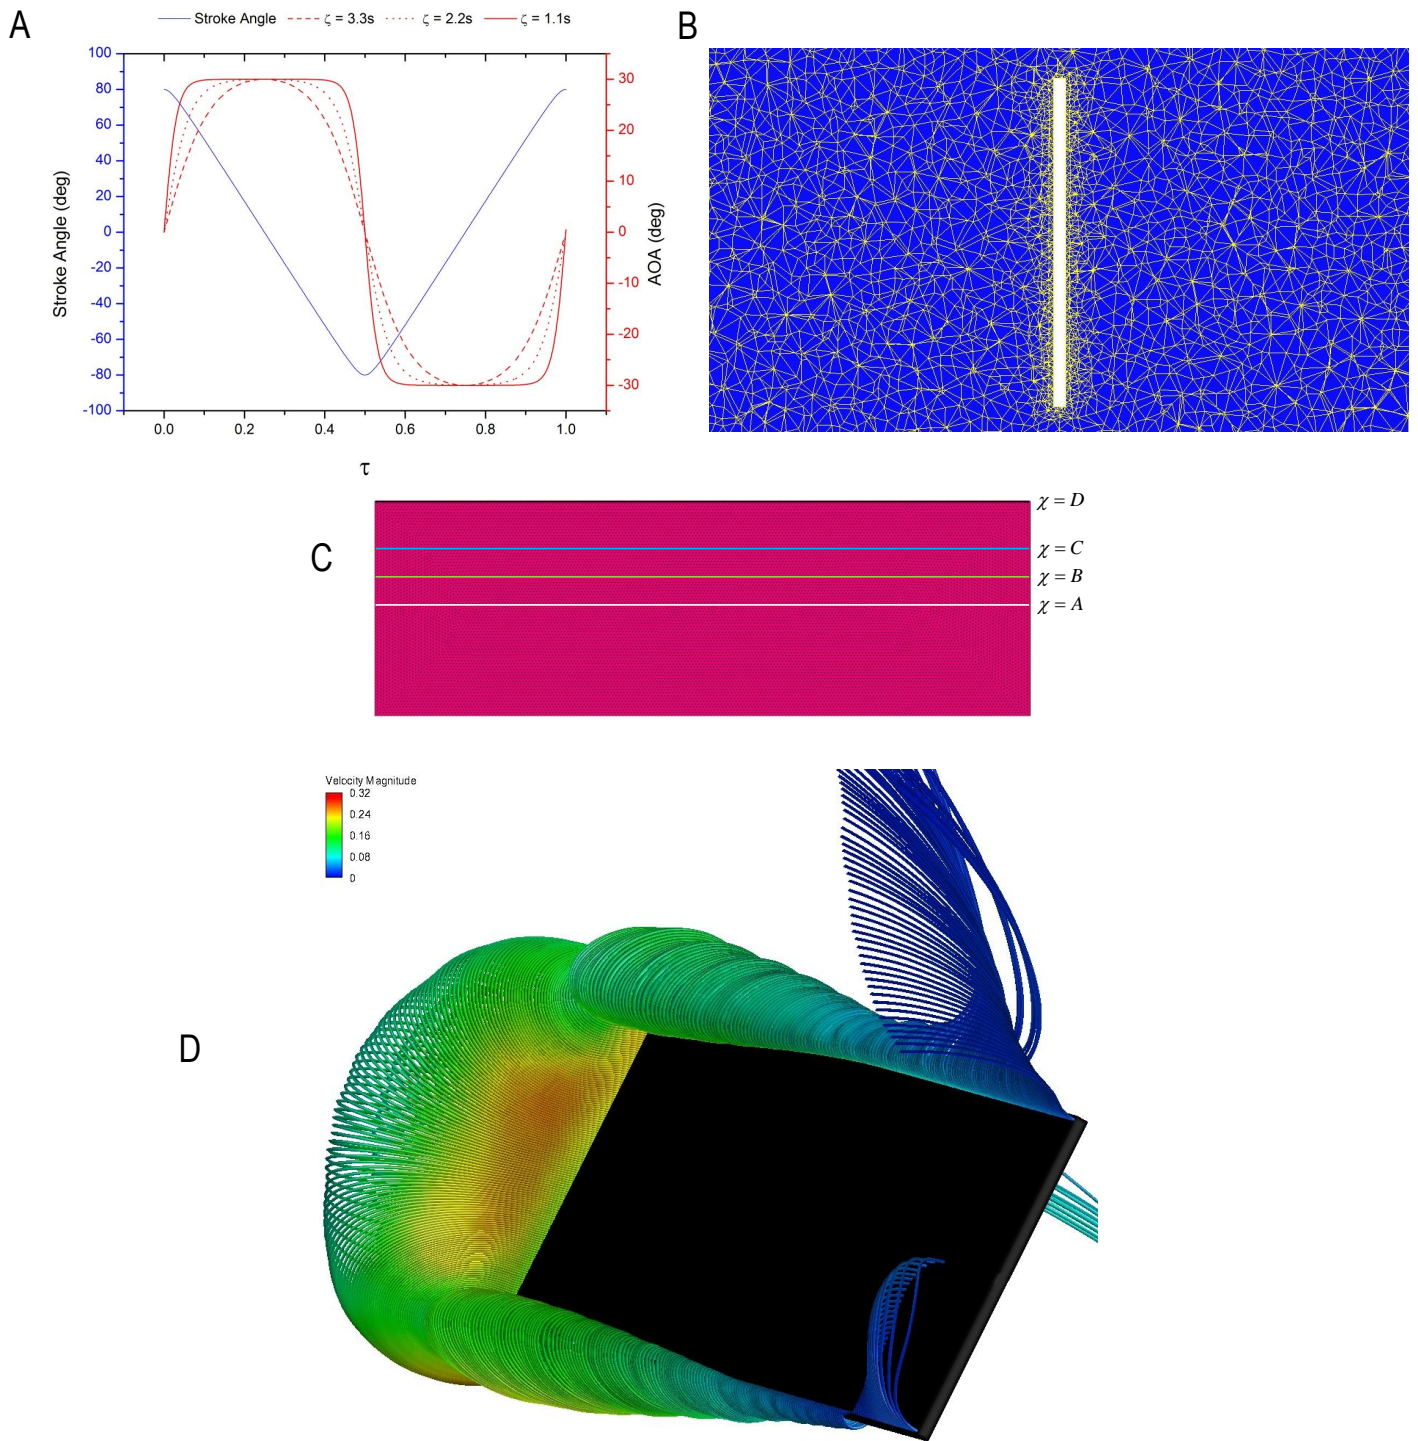 A
Stroke Angle ζ = 3.3s ζ = 2.2s ζ = 1.1s
100
80
60
40
20
0
-20
-40
-60
-80
-100
Stroke Angle (deg)
30
20
10
0
-10
-20
-30
AOA (deg)
0.0 0.2 0.4 0.6 0.8 1.0
τ
B
C
χ = D
χ = C
χ = B
χ = A
D
Velocity Magnitude
0.32
0.24
0.16
0.08
0